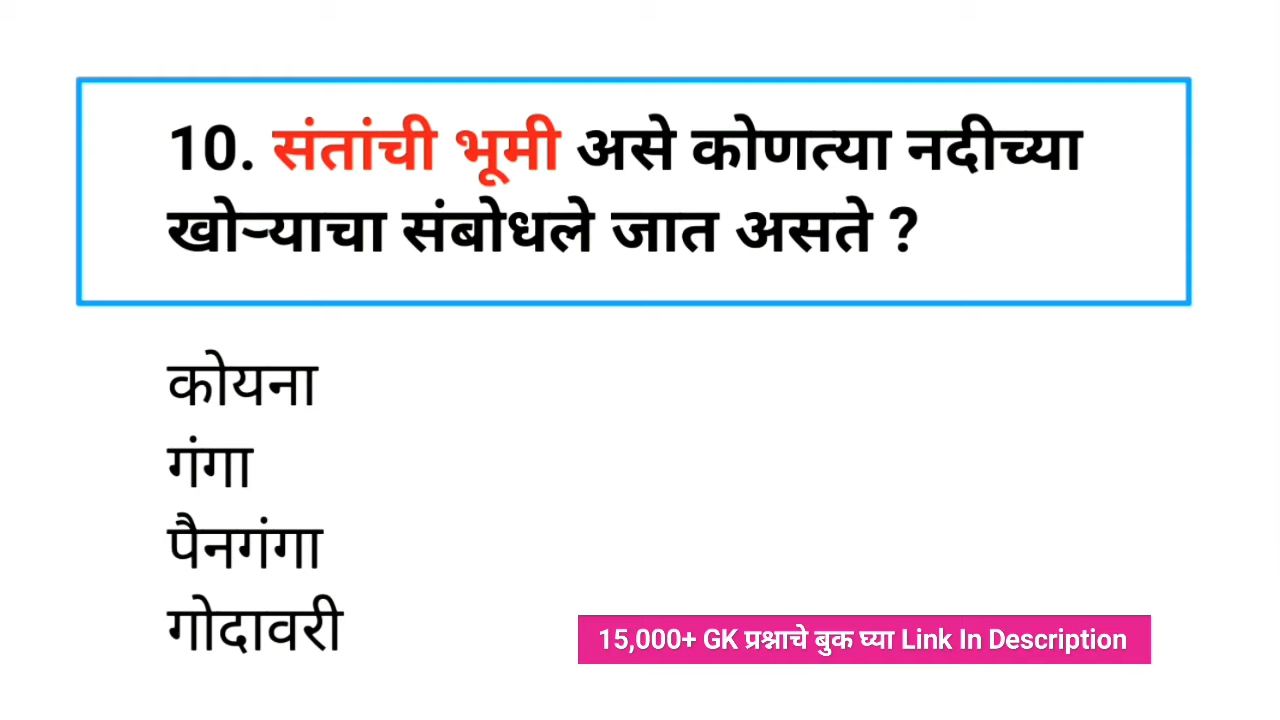 10. संतांची भूमी असे कोणत्या नदीच्या
खोऱ्याचा संबोधले जात असते ?
कोयना
गंगा
पैनगंगा
गोदावरी
15,000+ GK प्रश्नाचे बुक घ्या Link In Description